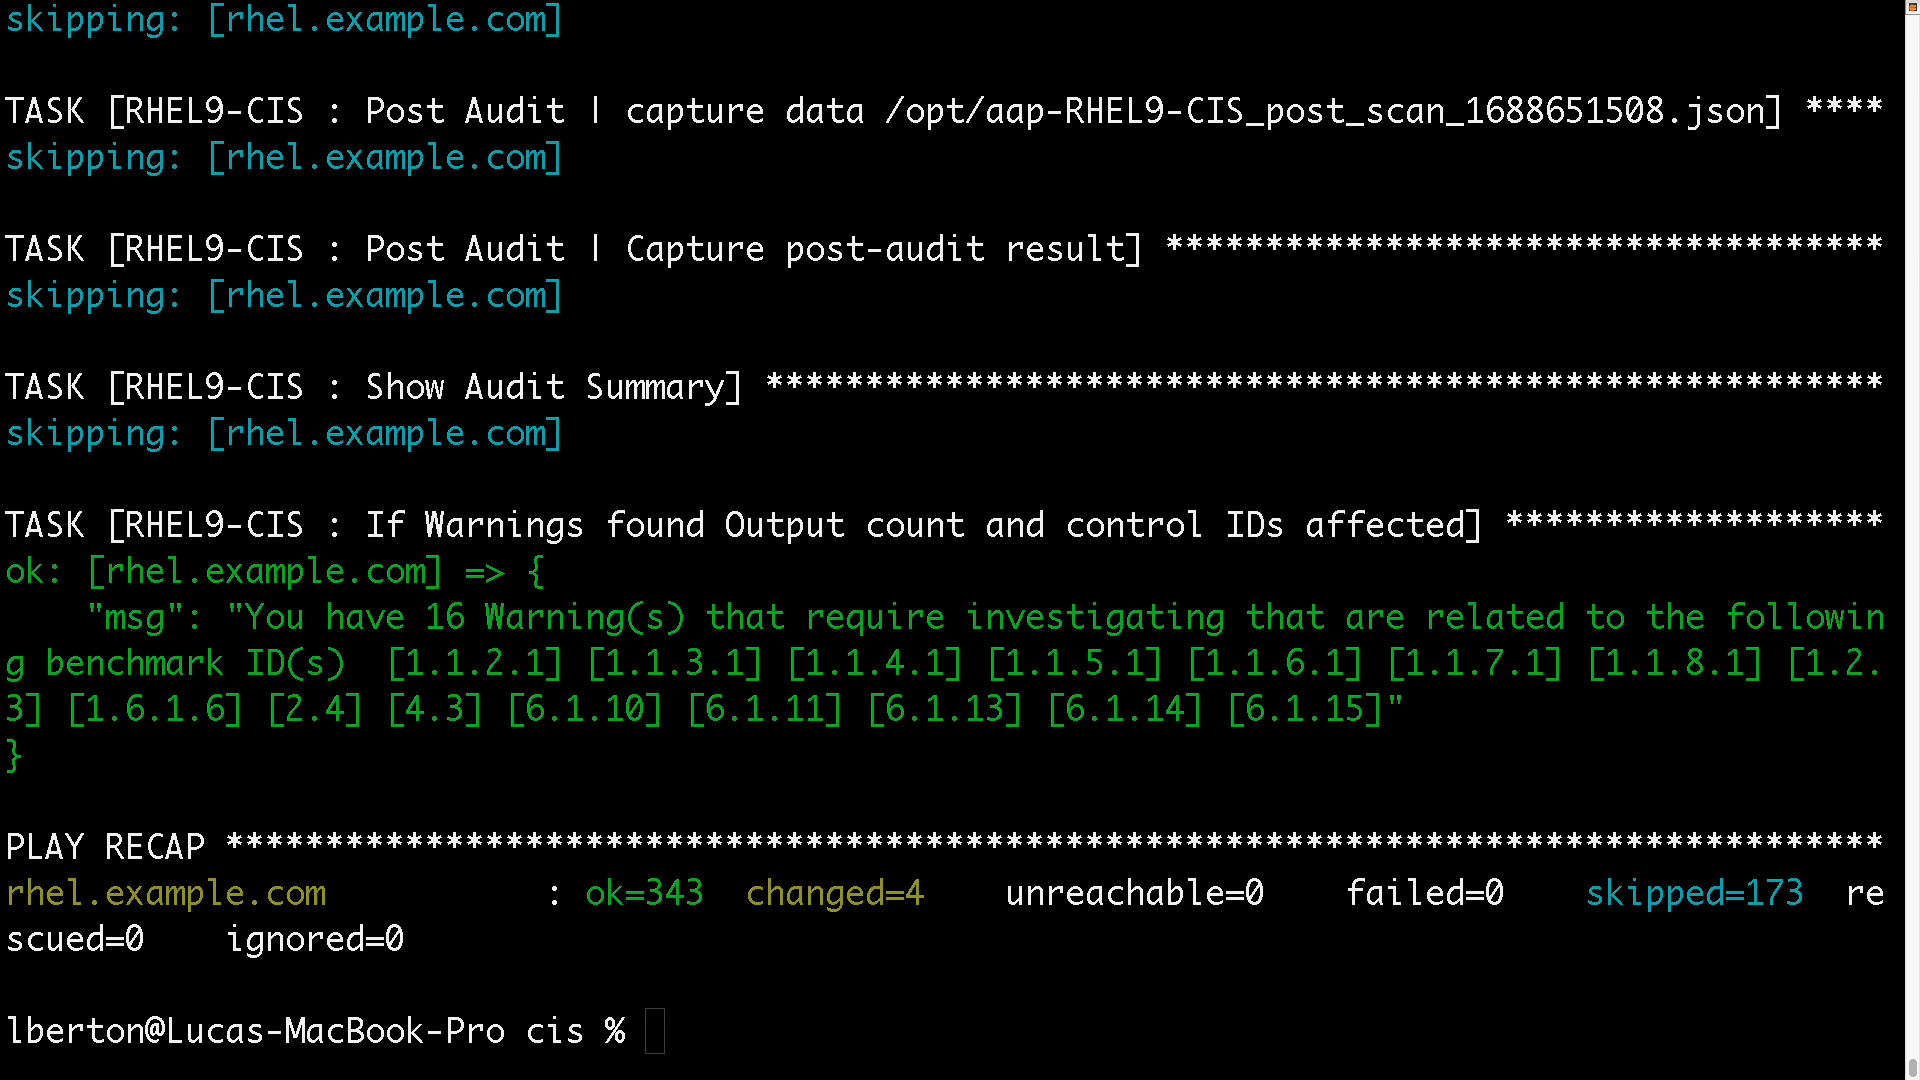 skipping: [rhel.example.com]
TASK [RHEL9-CIS : Post Audit | capture data /opt/aap-RHEL9-CIS_post_scan_1688651508.json] ****
skipping: [rhel.example.com]
TASK [RHEL9-CIS : Post Audit | Capture post-audit result] ************************************
skipping: [rhel.example.com]
TASK [RHEL9-CIS : Show Audit Summary] ********************************************************
skipping: [rhel.example.com]
TASK [RHEL9-CIS : If Warnings found Output count and control IDs affected] *******************
ok: [rhel.example.com] => {
    "msg": "You have 16 Warning(s) that require investigating that are related to the followin
g benchmark ID(s)  [1.1.2.1] [1.1.3.1] [1.1.4.1] [1.1.5.1] [1.1.6.1] [1.1.7.1] [1.1.8.1] [1.2.
3] [1.6.1.6] [2.4] [4.3] [6.1.10] [6.1.11] [6.1.13] [6.1.14] [6.1.15]"
}
PLAY RECAP ***********************************************************************************
rhel.example.com           : ok=343  changed=4    unreachable=0    failed=0    skipped=173  re
scued=0    ignored=0
lberton@Lucas-MacBook-Pro cis %